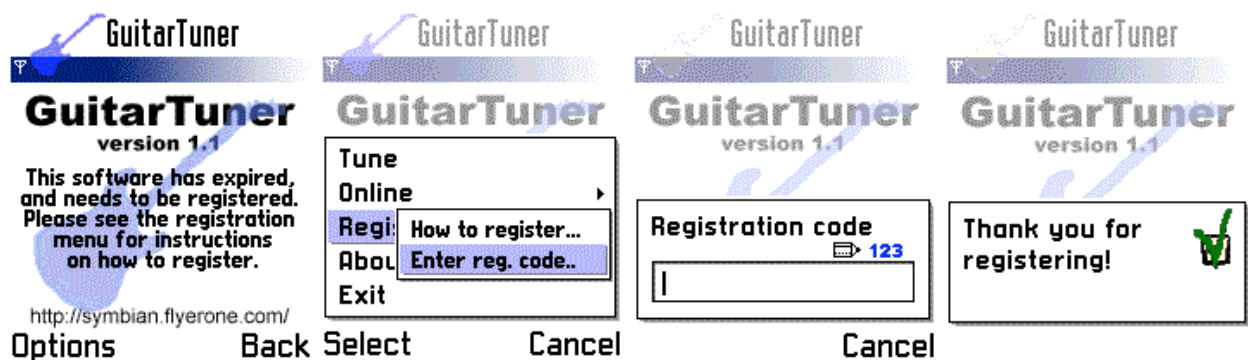 GuitarTuner
GuitarTuner
version 1.1
This software has expired,
and needs to be registered.
Please see the registration
menu for instructions
on how to register.
http://symbian.flyerone.com/
Options Back
GuitarTuner
GuitarTuner
Tune
Online
Regi
How to register...
Enter reg. code..
Abou
Exit
Select Cancel
GuitarTuner
GuitarTuner
version 1.1
Registration code
123
Cancel
GuitarTuner
GuitarTuner
version 1.1
Thank you for
registering!